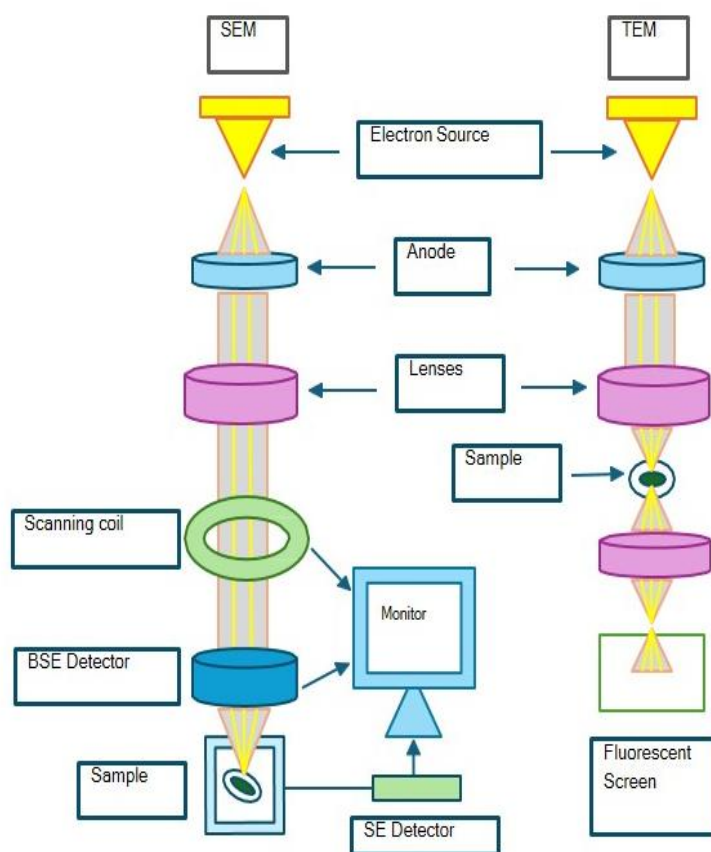 SEM
TEM
Electron Source
Anode
Lenses
Sample
Scanning coil
Monitor
BSE Detector
Sample
SE Detector
Fluorescent
Screen